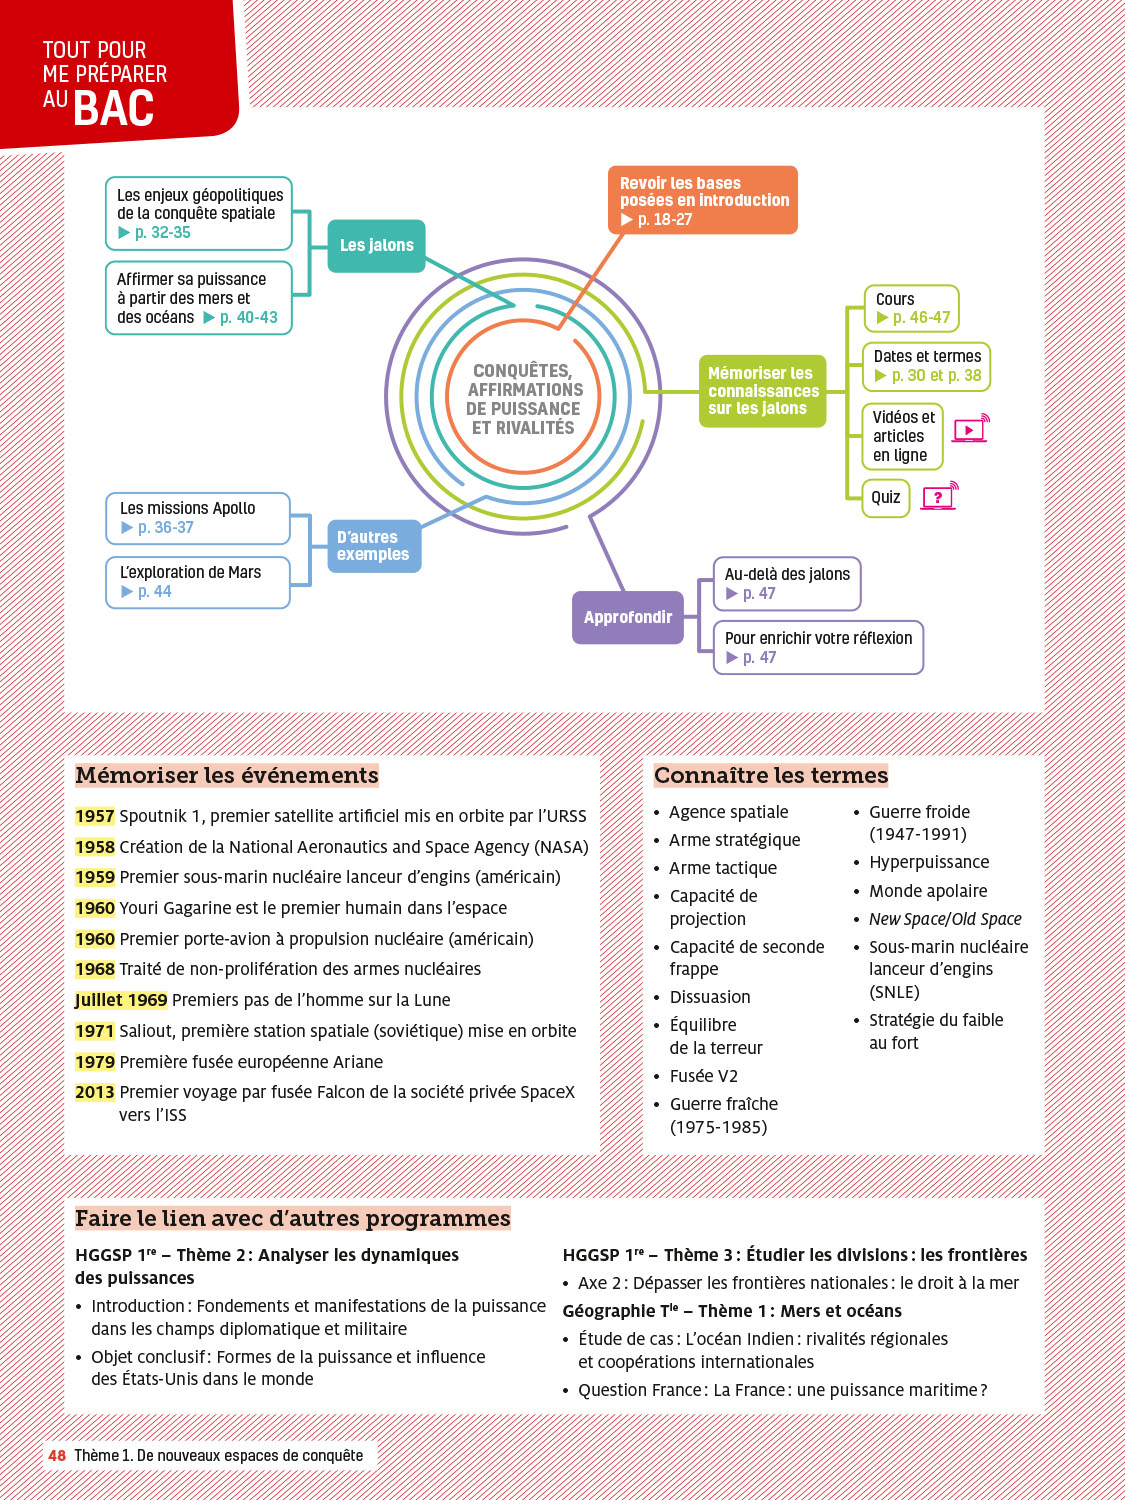 TOUT POUR
ME PRÉPARER
AU BAC
Les enjeux géopolitiques
de la conquête spatiale
▶ p. 32-35
Affirmer sa puissance
à partir des mers et
des océans ▶ p. 40-43
Les jalons
Revoir les bases
posées en introduction
▶ p. 18-27
CONQUÊTES,
AFFIRMATIONS
DE PUISSANCE
ET RIVALITÉS
Mémoriser les
connaissances
sur les jalons
Cours
▶ p. 46-47
Dates et termes
▶ p. 30 et p. 38
Vidéos et
articles
en ligne
Quiz
?
Les missions Apollo
▶ p. 36-37
L'exploration de Mars
▶ p. 44
D'autres
exemples
Approfondir
Au-delà des jalons
▶ p. 47
Pour enrichir votre réflexion
▶ p. 47
Mémoriser les événements
1957 Spoutnik 1, premier satellite artificiel mis en orbite par l'URSS
1958 Création de la National Aeronautics and Space Agency (NASA)
1959 Premier sous-marin nucléaire lanceur d'engins (américain)
1960 Youri Gagarine est le premier humain dans l'espace
1960 Premier porte-avion à propulsion nucléaire (américain)
1968 Traité de non-prolifération des armes nucléaires
Juillet 1969 Premiers pas de l'homme sur la Lune
1971 Saliout, première station spatiale (soviétique) mise en orbite
1979 Première fusée européenne Ariane
2013 Premier voyage par fusée Falcon de la société privée SpaceX
vers l'ISS
Connaître les termes
• Agence spatiale
• Arme stratégique
• Arme tactique
• Capacité de
projection
• Capacité de seconde
frappe
• Dissuasion
• Équilibre
de la terreur
• Fusée V2
• Guerre fraîche
(1975-1985)
• Guerre froide
(1947-1991)
• Hyperpuissance
• Monde apolaire
• New Space/Old Space
• Sous-marin nucléaire
lanceur d'engins
(SNLE)
• Stratégie du faible
au fort
Faire le lien avec d'autres programmes
HGGSP 1re – Thème 2 : Analyser les dynamiques
des puissances
• Introduction : Fondements et manifestations de la puissance
dans les champs diplomatique et militaire
• Objet conclusif : Formes de la puissance et influence
des États-Unis dans le monde
HGGSP 1re – Thème 3 : Étudier les divisions : les frontières
• Axe 2 : Dépasser les frontières nationales : le droit à la mer
Géographie Tle – Thème 1 : Mers et océans
• Étude de cas : L'océan Indien : rivalités régionales
et coopérations internationales
• Question France : La France : une puissance maritime ?
48 Thème 1. De nouveaux espaces de conquête